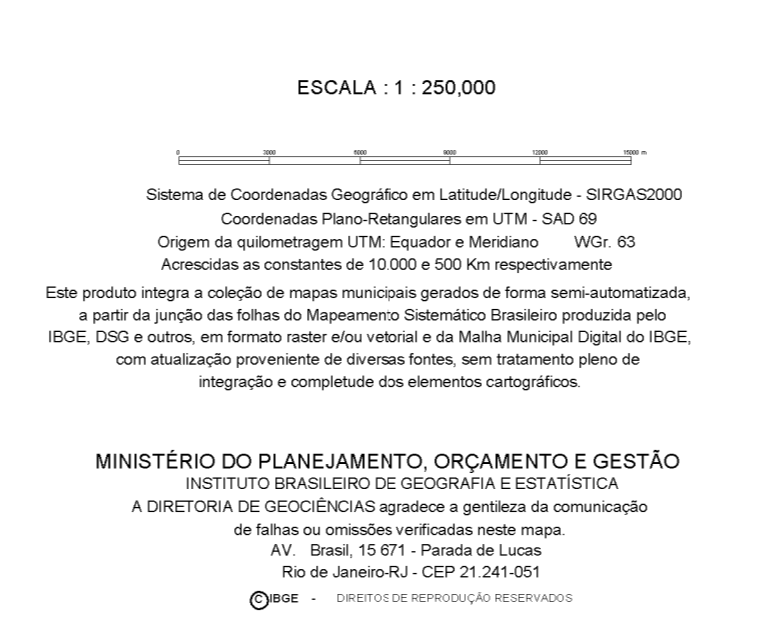 ESCALA : 1 : 250,000
0 3000 6000 9000 12000 15000 m
Sistema de Coordenadas Geográfico em Latitude/Longitude - SIRGAS2000
Coordenadas Plano-Retangulares em UTM - SAD 69
Origem da quilometragem UTM: Equador e Meridiano WGr. 63
Acrescidas as constantes de 10.000 e 500 Km respectivamente
Este produto integra a coleção de mapas municipais gerados de forma semi-automatizada,
a partir da junção das folhas do Mapeamento Sistemático Brasileiro produzida pelo
IBGE, DSG e outros, em formato raster e/ou vetorial e da Malha Municipal Digital do IBGE,
com atualização proveniente de diversas fontes, sem tratamento pleno de
integração e completude dos elementos cartográficos.
MINISTÉRIO DO PLANEJAMENTO, ORÇAMENTO E GESTÃO
INSTITUTO BRASILEIRO DE GEOGRAFIA E ESTATÍSTICA
A DIRETORIA DE GEOCIÊNCIAS agradece a gentileza da comunicação
de falhas ou omissões verificadas neste mapa.
AV. Brasil, 15 671 - Parada de Lucas
Rio de Janeiro-RJ - CEP 21.241-051
© IBGE - DIREITOS DE REPRODUÇÃO RESERVADOS